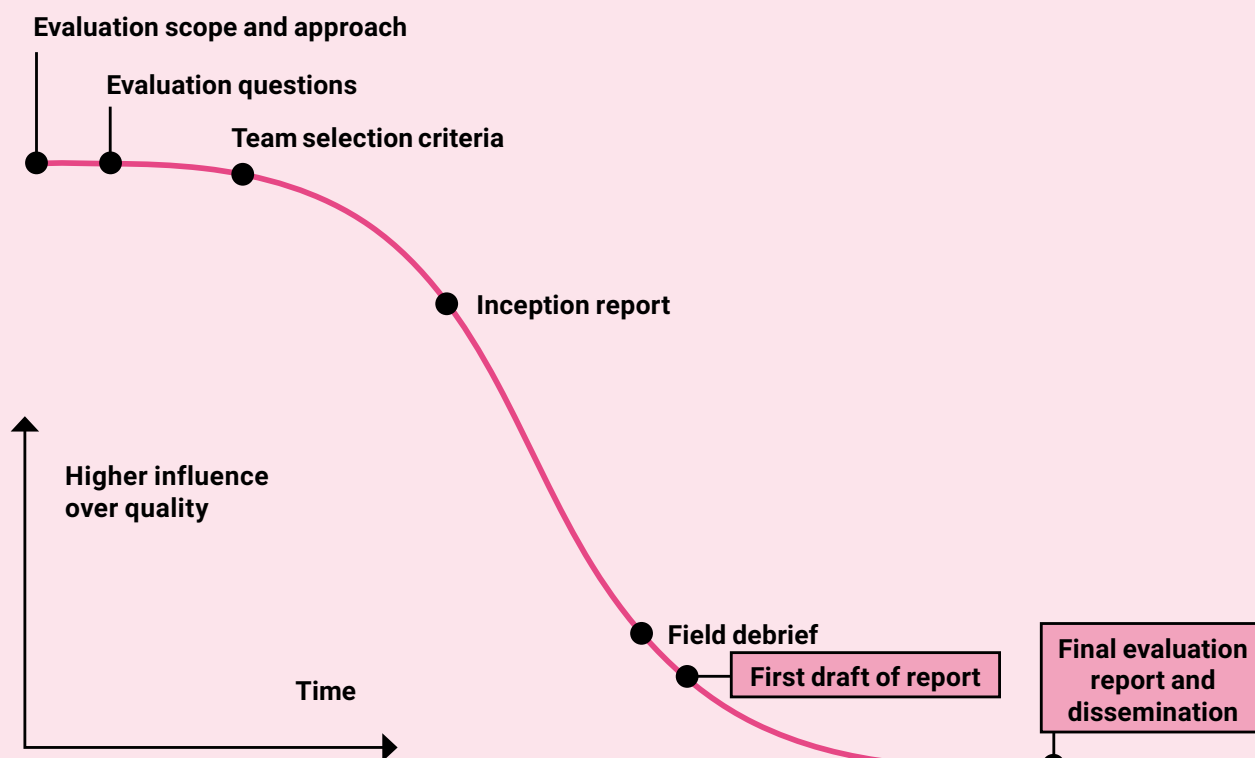 Evaluation scope and approach
Evaluation questions
Team selection criteria
Inception report
Higher influence
over quality
Field debrief
First draft of report
Time
Final evaluation
report and
dissemination